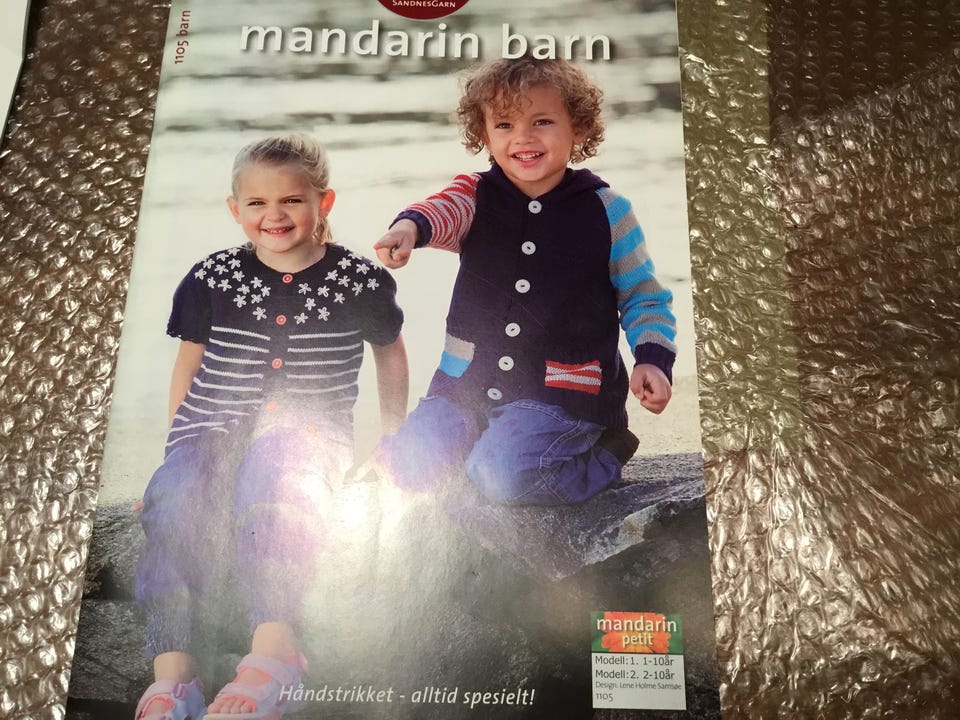 SANDNESGARN
mandarin barn
1105 barn
mandarin
petit
Modell: 1. 1-10år
Modell: 2. 2-10år
Design: Lene Holme Samsøe
1105
Håndstrikket - alltid spesielt!